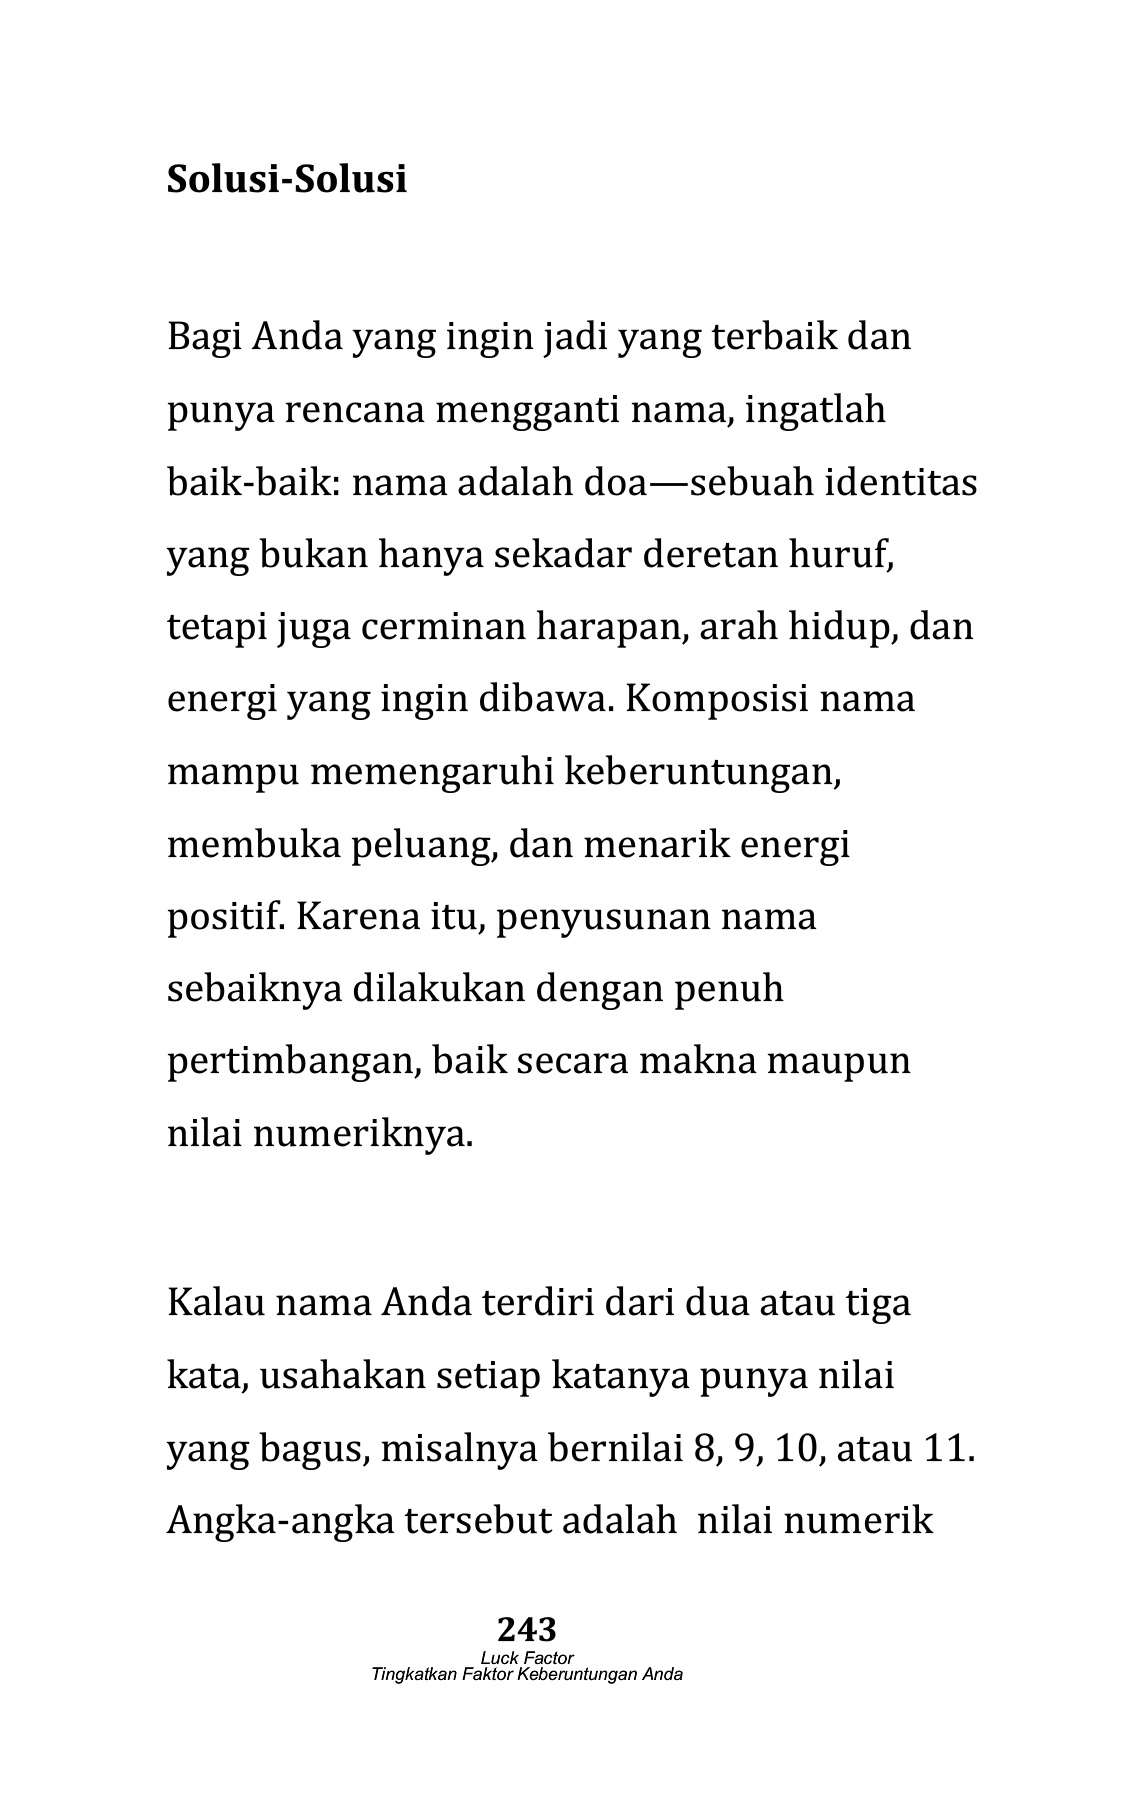 Solusi-Solusi
Bagi Anda yang ingin jadi yang terbaik dan
punya rencana mengganti nama, ingatlah
baik-baik: nama adalah doa—sebuah identitas
yang bukan hanya sekadar deretan huruf,
tetapi juga cerminan harapan, arah hidup, dan
energi yang ingin dibawa. Komposisi nama
mampu memengaruhi keberuntungan,
membuka peluang, dan menarik energi
positif. Karena itu, penyusunan nama
sebaiknya dilakukan dengan penuh
pertimbangan, baik secara makna maupun
nilai numeriknya.
Kalau nama Anda terdiri dari dua atau tiga
kata, usahakan setiap katanya punya nilai
yang bagus, misalnya bernilai 8, 9, 10, atau 11.
Angka-angka tersebut adalah  nilai numerik
243
Luck Factor
Tingkatkan Faktor Keberuntungan Anda